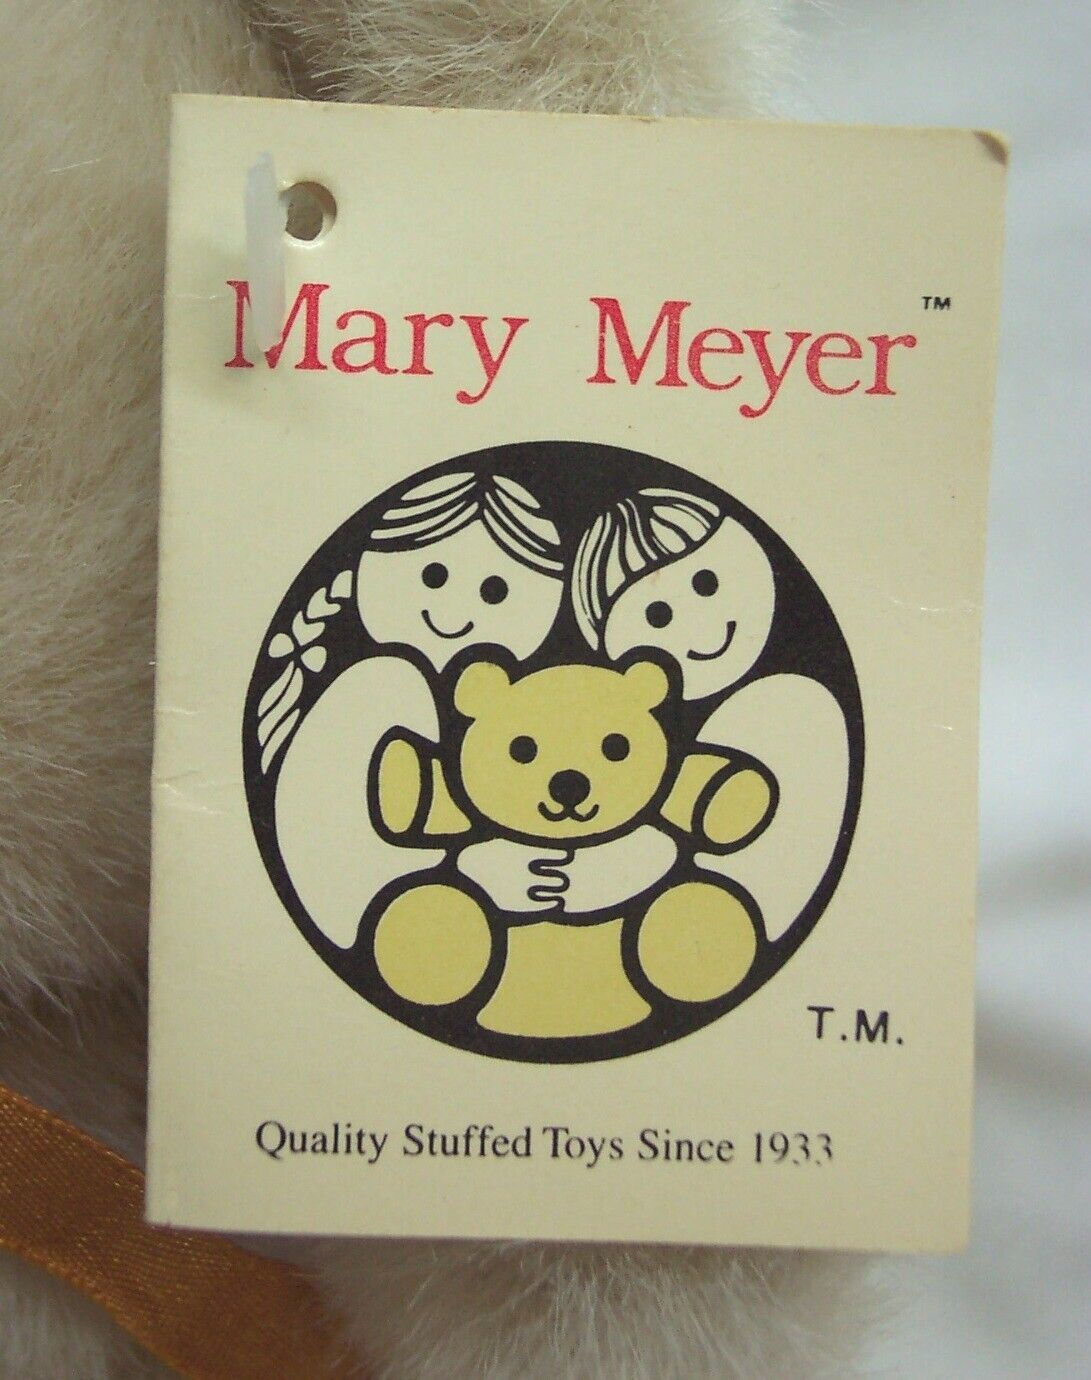 Mary Meyer™
T.M.
Quality Stuffed Toys Since 1933